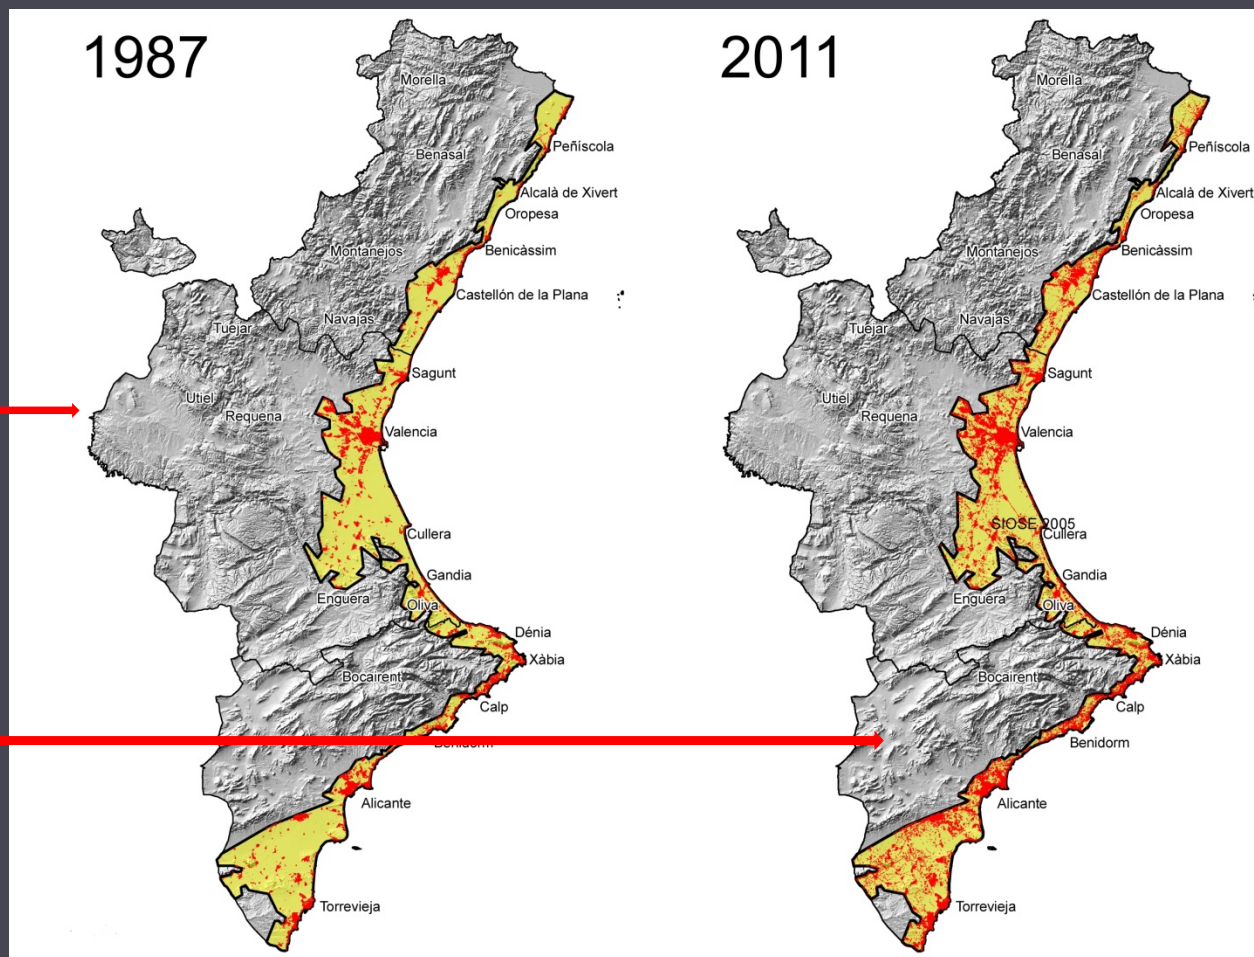 1987
Morella
Peñíscola
Benasal
Alcalà de Xivert
Oropesa
Montanejos
Benicàssim
Castellón de la Plana
Navajas
Tuéjar
Sagunt
Utiel
Requena
Valencia
Cullera
Gandia
Enguera
Oliva
Dénia
Xàbia
Bocairent
Calp
Benidorm
Alicante
Torrevieja
2011
Morella
Peñíscola
Benasal
Alcalà de Xivert
Oropesa
Montanejos
Benicàssim
Castellón de la Plana
Navajas
Tuéjar
Sagunt
Utiel
Requena
Valencia
SIOSE 2005
Cullera
Gandia
Enguera
Oliva
Dénia
Xàbia
Bocairent
Calp
Benidorm
Alicante
Torrevieja